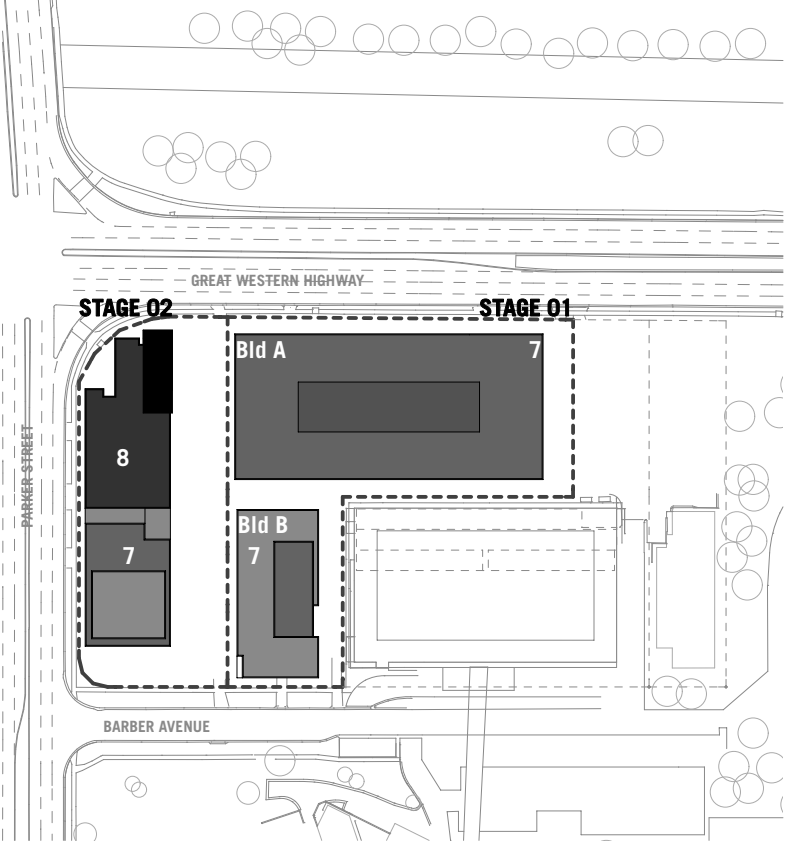 GREAT WESTERN HIGHWAY
STAGE 02
STAGE 01
Bld A
7
PARKER STREET
8
Bld B
7
7
BARBER AVENUE